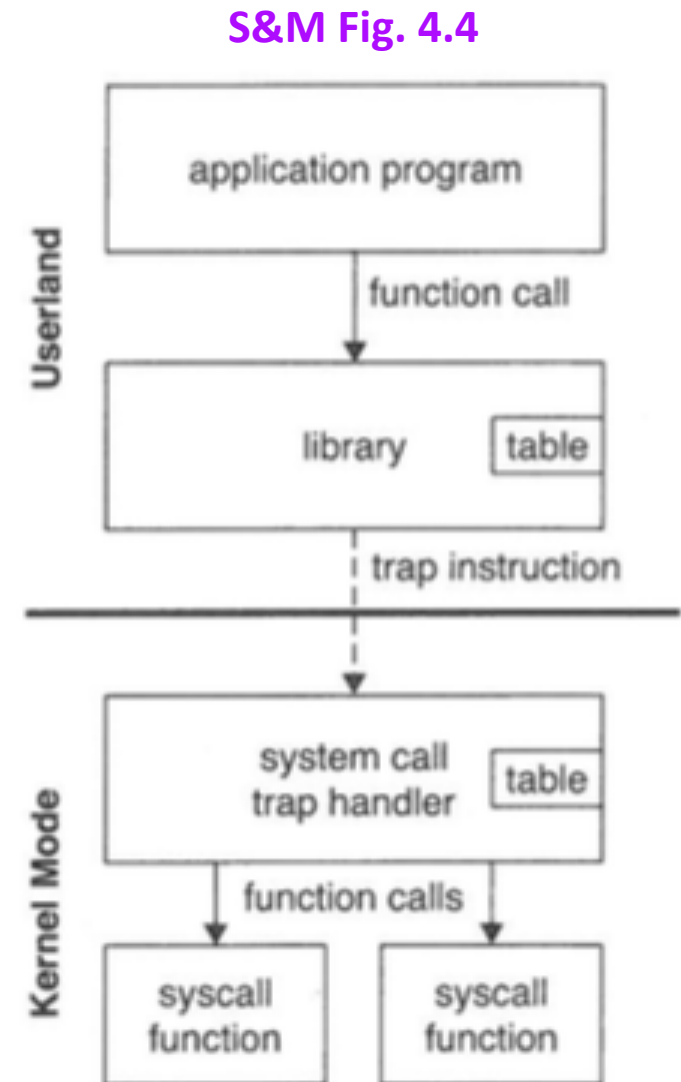 S&M Fig. 4.4
application program
Userland
function call
library
table
trap instruction
system call
trap handler
table
Kernel Mode
function calls
syscall
function
syscall
function